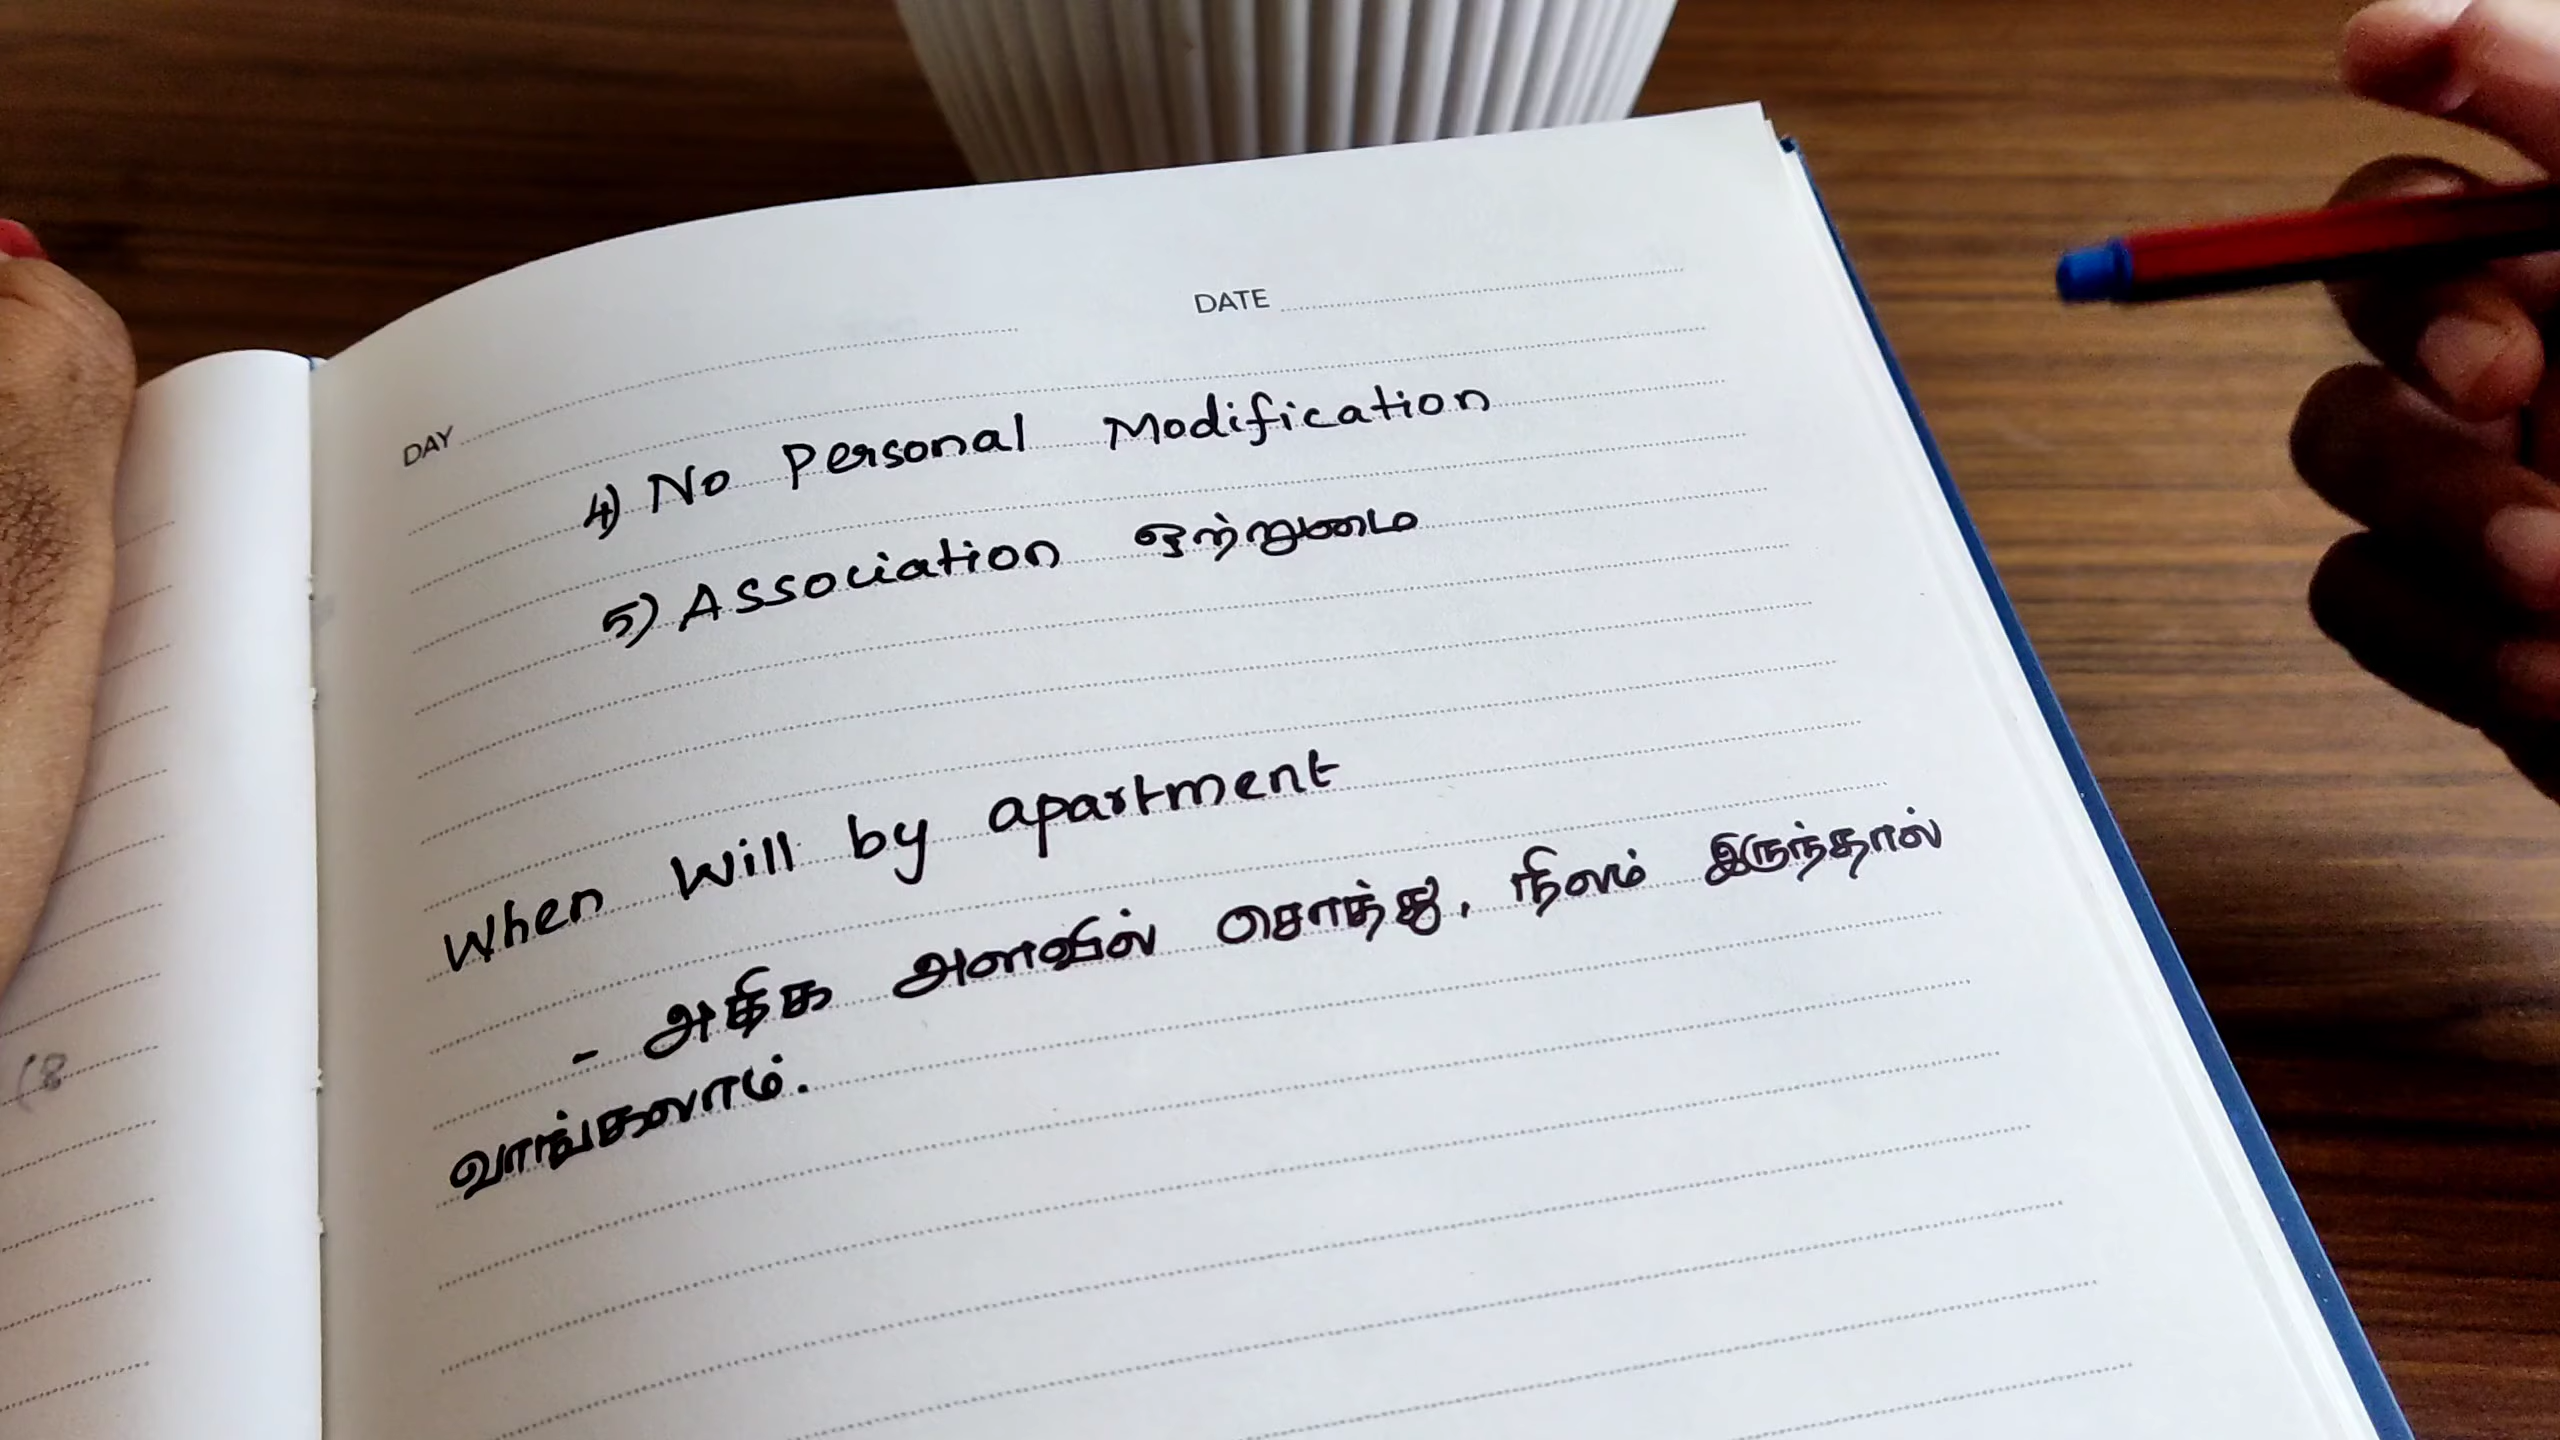 DATE
DAY
4) No Personal Modification
5) Association ஒற்றுமை
When Will by apartment
- அதிக அளவில் சொத்து, நிலம் இருந்தால்
வாங்கலாம்.